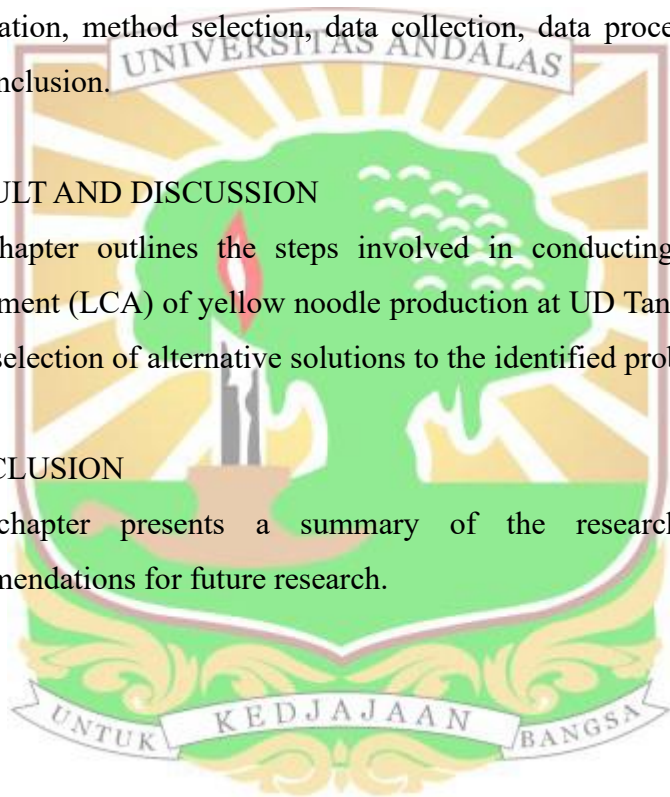 ation, method selection, data collection, data proce
UNIVERSITAS ANDALAS
nclusion.
ULT AND DISCUSSION
hapter outlines the steps involved in conducting
ment (LCA) of yellow noodle production at UD Tan
selection of alternative solutions to the identified pro
CLUSION
chapter presents a summary of the research
mendations for future research.
UNTUK KEDJAJAAN BANGSA